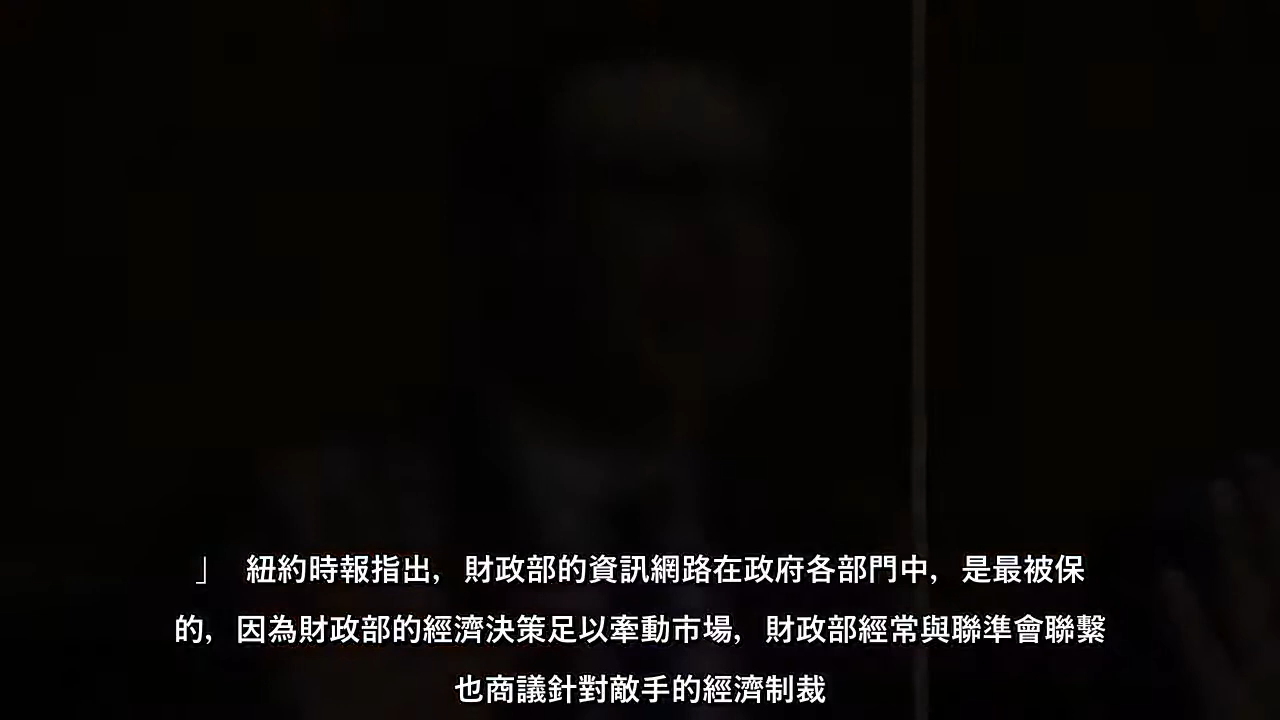 」 紐約時報指出，財政部的資訊網路在政府各部門中，是最被保
的，因為財政部的經濟決策足以牽動市場，財政部經常與聯準會聯繫
也商議針對敵手的經濟制裁